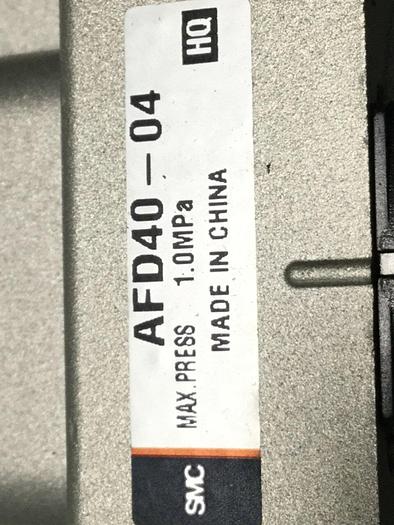 SMC
AFD40-04 HQ
MAX.PRESS 1.0MPa
MADE IN CHINA